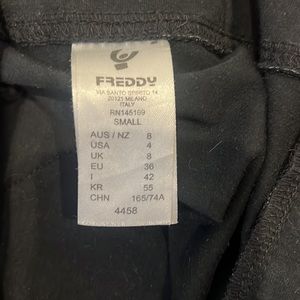 FREDDY
VIA SANTO SPIRITO 14
20121 MILANO
ITALY
RN145169
SMALL
AUS / NZ 8
USA 4
UK 8
EU 36
I 42
KR 55
CHN 165/74A
4458